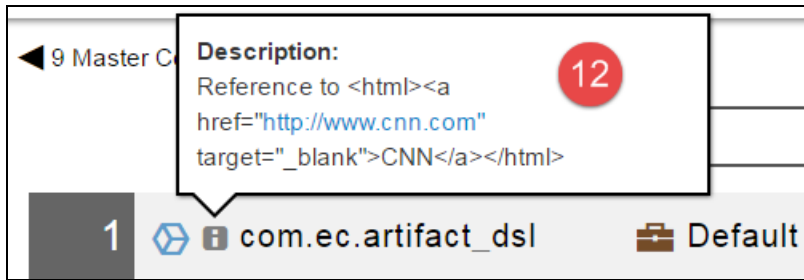 9 Master C
Description:
12
Reference to <html><a
href="http://www.cnn.com"
target="_blank">CNN</a></html>
1 com.ec.artifact_dsl Default